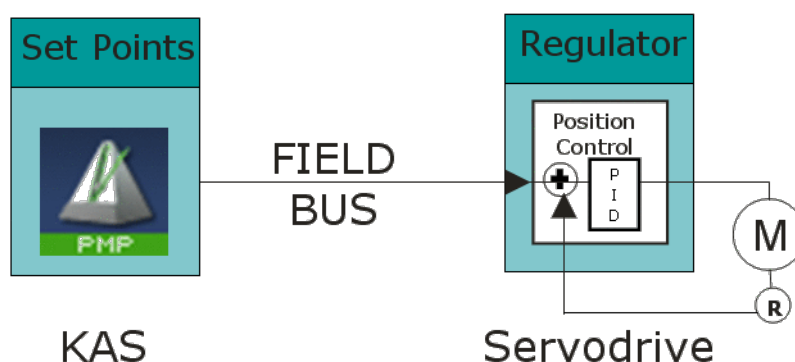 Set Points
PMP
KAS
FIELD
BUS
Regulator
Position
Control
P
I
D
M
R
Servodrive